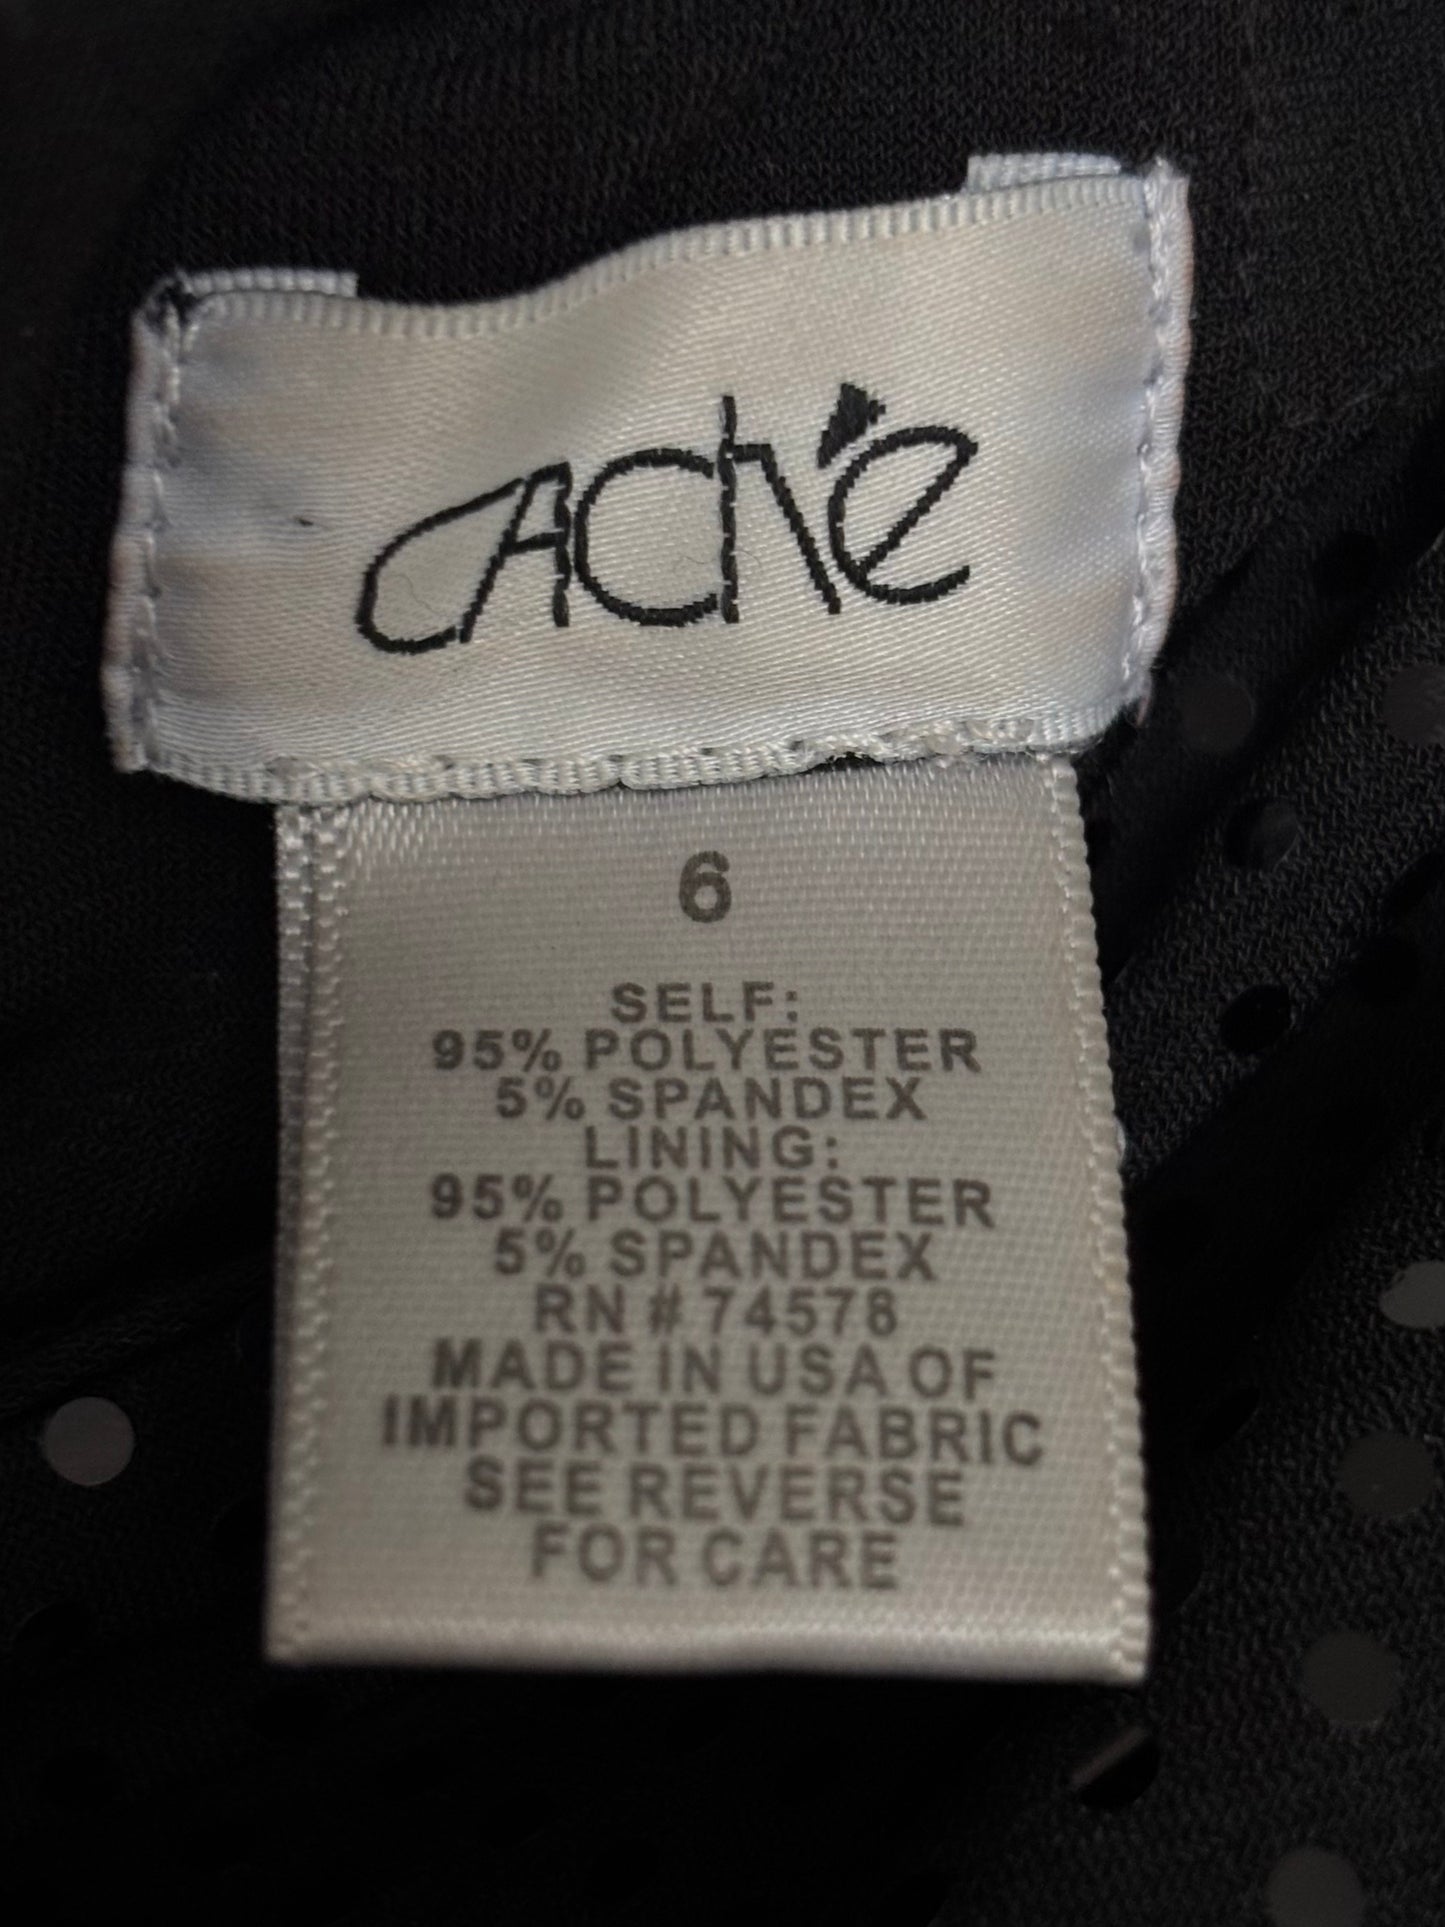 CAChé
6
SELF:
95% POLYESTER
5% SPANDEX
LINING:
95% POLYESTER
5% SPANDEX
RN # 74578
MADE IN USA OF
IMPORTED FABRIC
SEE REVERSE
FOR CARE